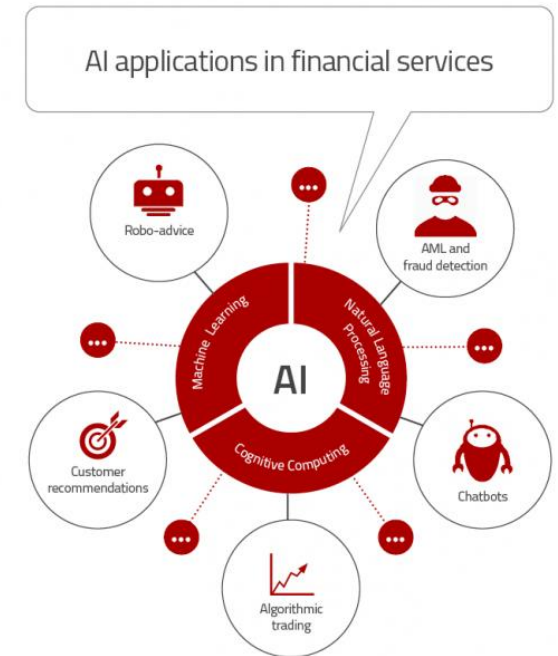 AI applications in financial services
Robo-advice
AML and
fraud detection
Machine Learning
Natural Language
Processing
AI
Cognitive Computing
Customer
recommendations
Chatbots
Algorithmic
trading